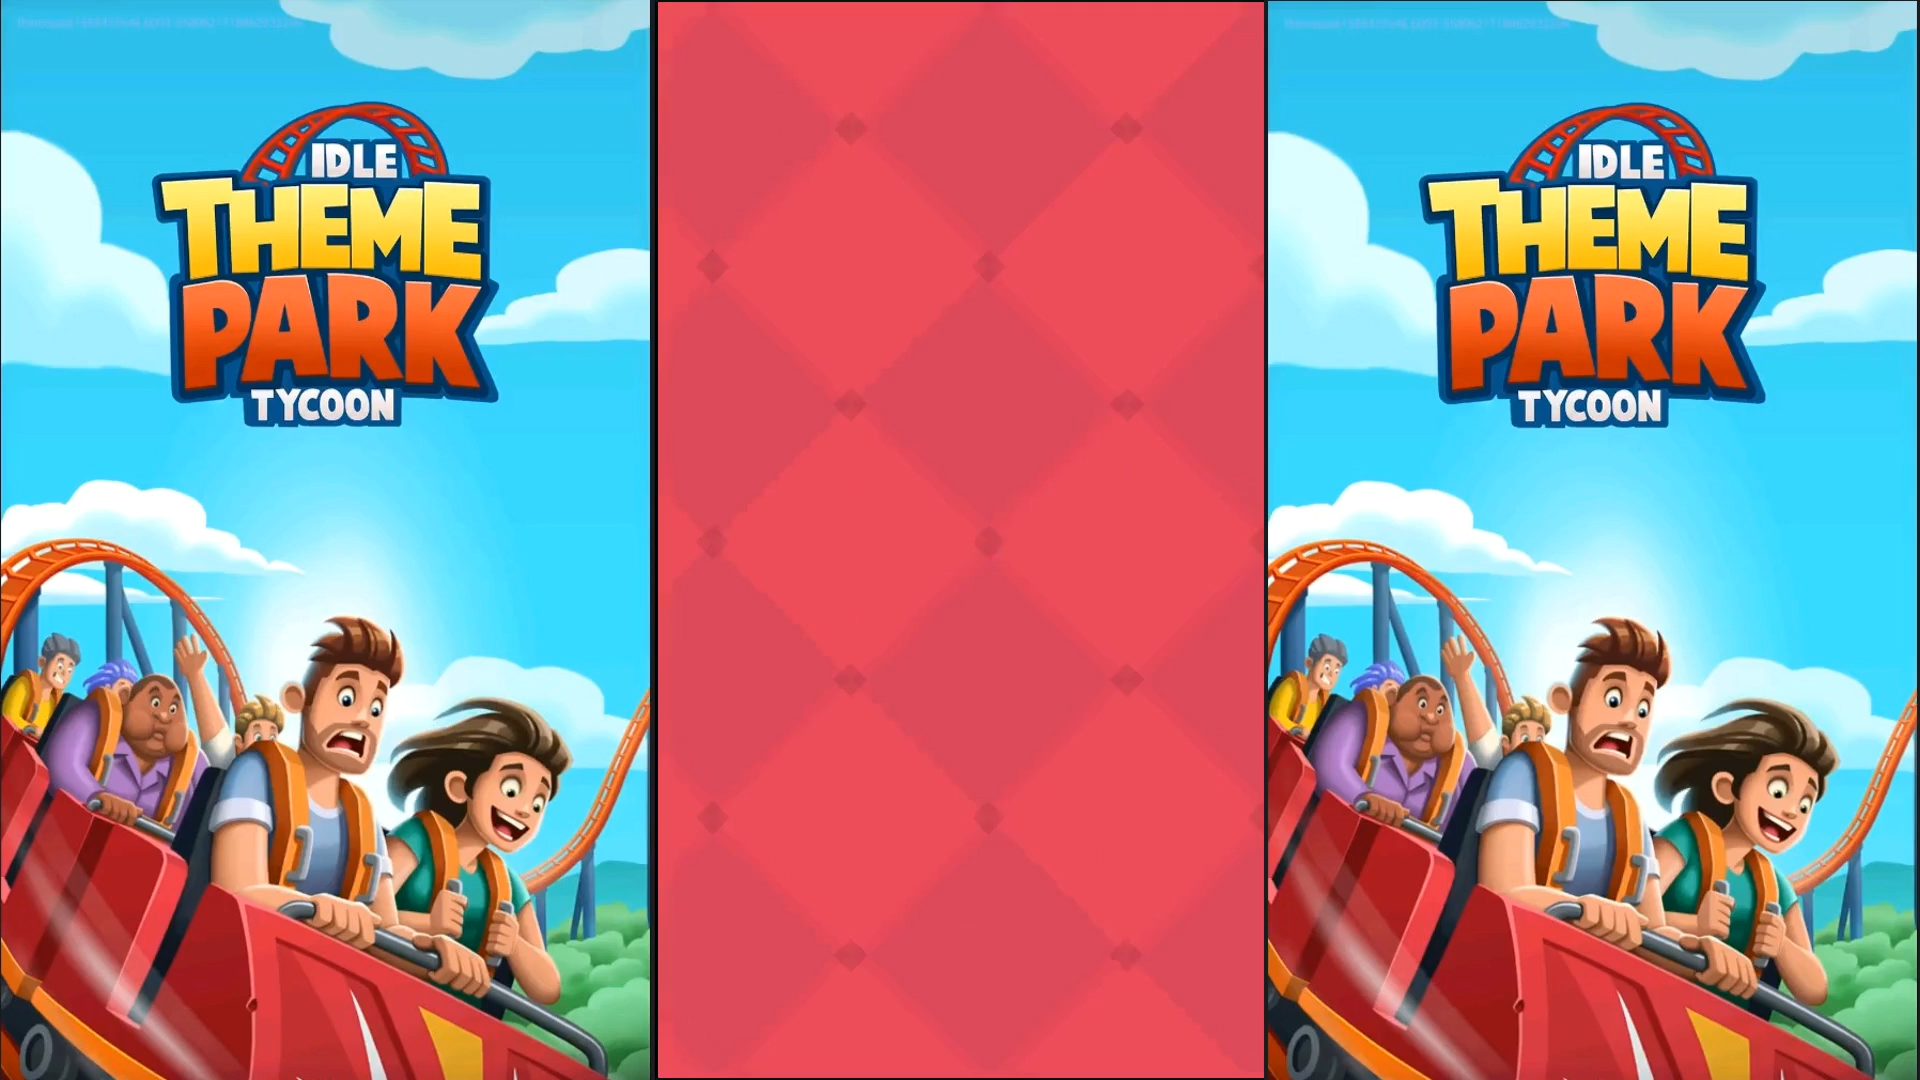 IDLE
THEME
PARK
TYCOON
IDLE
THEME
PARK
TYCOON